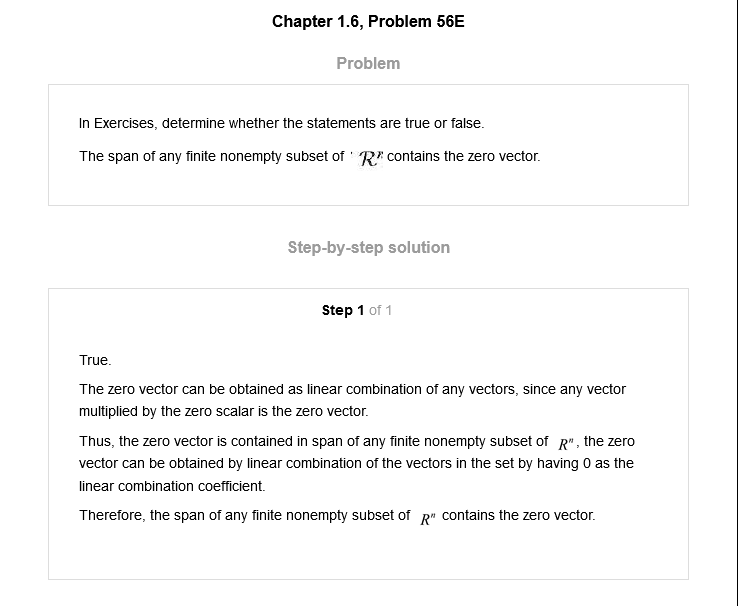 Chapter 1.6, Problem 56E
Problem
In Exercises, determine whether the statements are true or false.
The span of any finite nonempty subset of ' ℛⁿ contains the zero vector.
Step-by-step solution
Step 1 of 1
True.
The zero vector can be obtained as linear combination of any vectors, since any vector
multiplied by the zero scalar is the zero vector.
Thus, the zero vector is contained in span of any finite nonempty subset of Rⁿ, the zero
vector can be obtained by linear combination of the vectors in the set by having 0 as the
linear combination coefficient.
Therefore, the span of any finite nonempty subset of Rⁿ contains the zero vector.